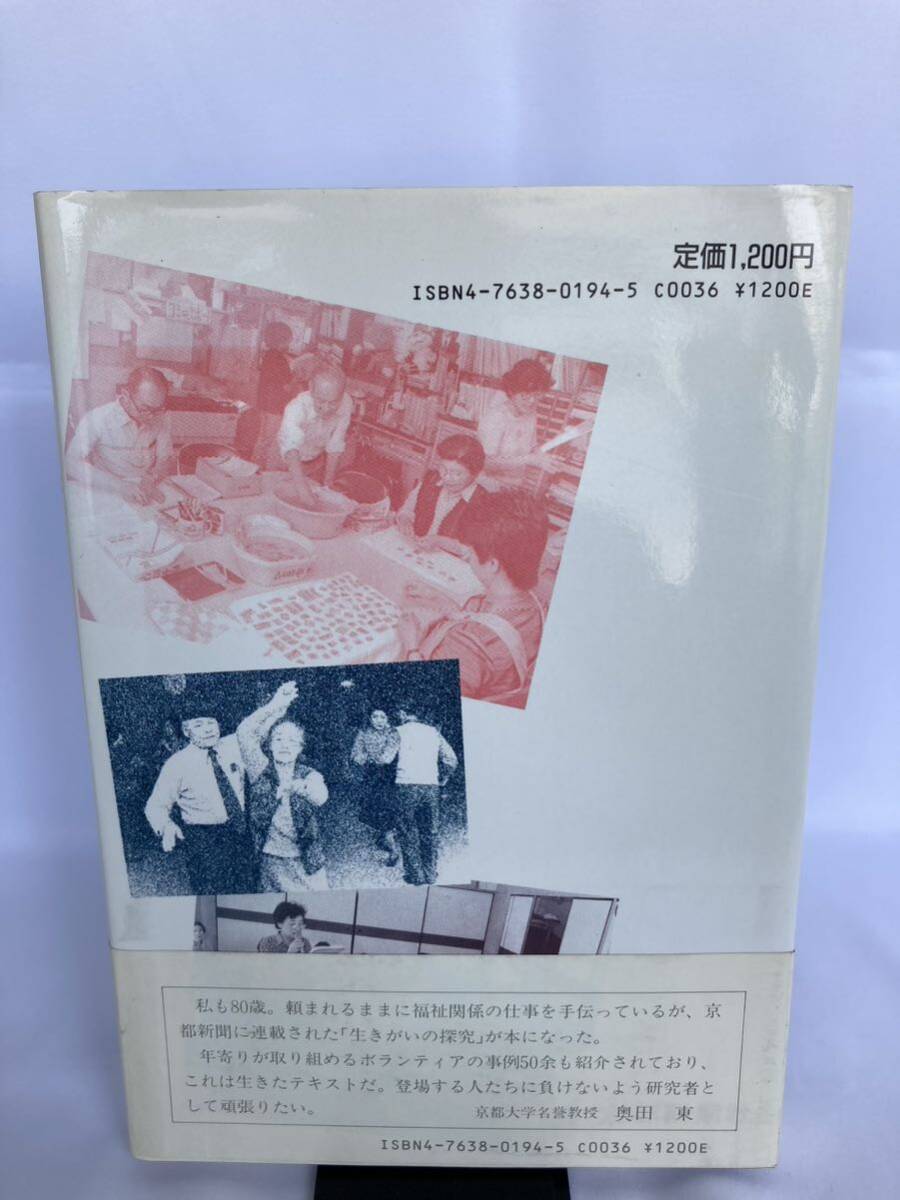 定価1,200円
ISBN4-7638-0194-5 C0036 ¥1200E
私も80歳。頼まれるままに福祉関係の仕事を手伝っているが、京
都新聞に連載された「生きがいの探究」が本になった。
年寄りが取り組めるボランティアの事例50余も紹介されており、
これは生きたテキストだ。登場する人たちに負けないよう研究者と
して頑張りたい。 京都大学名誉教授 奥田 東
ISBN4-7638-0194-5 C0036 ¥1200E